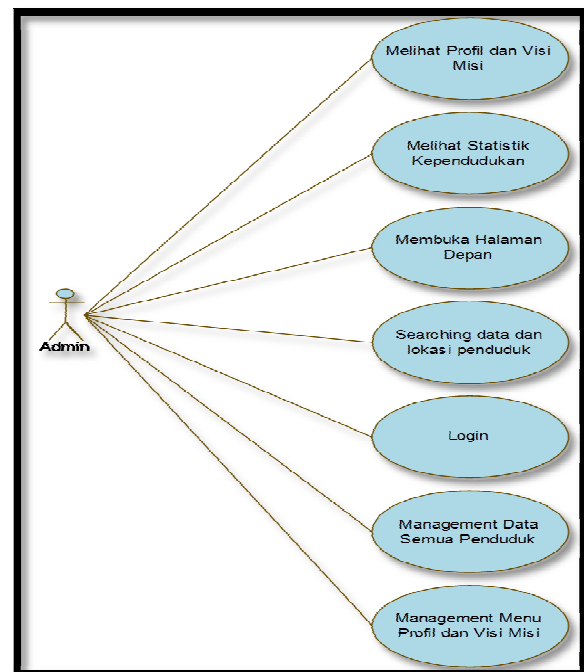 Melihat Profil dan Visi
Misi
Melihat Statistik
Kependudukan
Membuka Halaman
Depan
Searching data dan
lokasi penduduk
Admin
Login
Management Data
Semua Penduduk
Management Menu
Profil dan Visi Misi